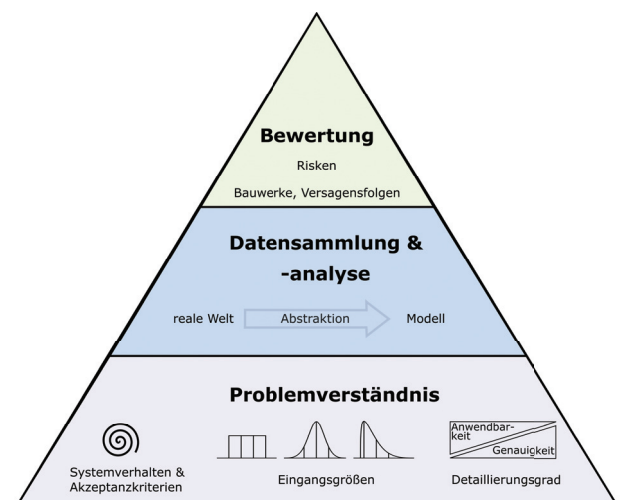 Bewertung
Risken
Bauwerke, Versagensfolgen
Datensammlung &
-analyse
reale Welt
Abstraktion
Modell
Problemverständnis
Systemverhalten &
Akzeptanzkriterien
Eingangsgrößen
Anwendbar-
keit
Genauigkeit
Detaillierungsgrad